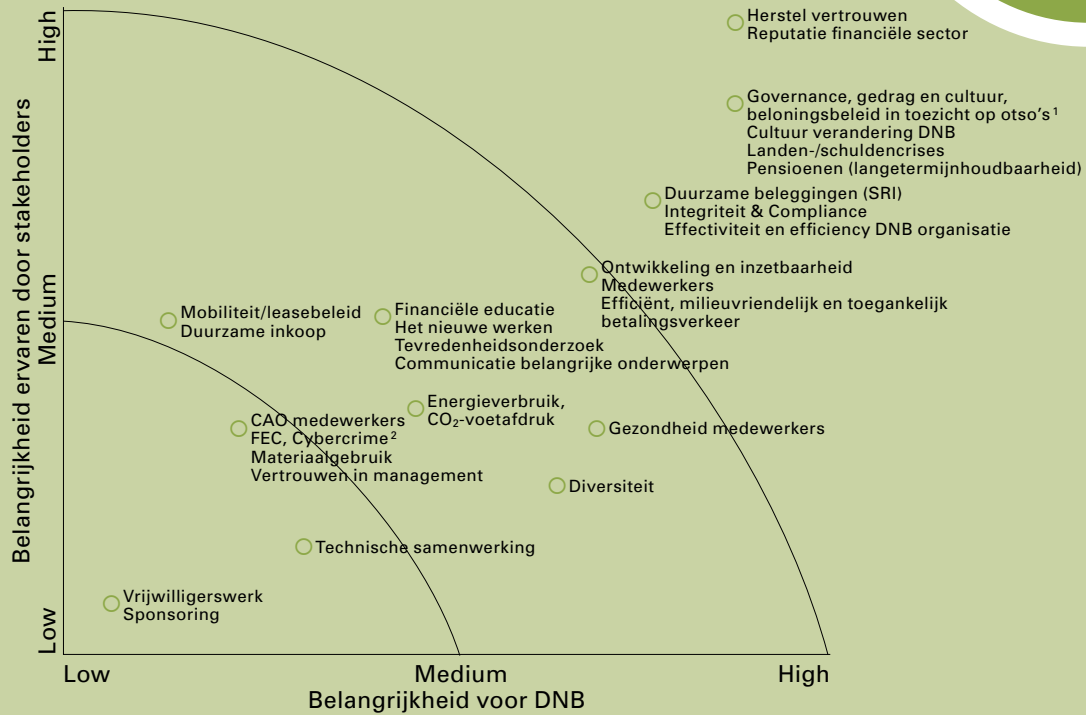 High
Herstel vertrouwen
Reputatie financiële sector
Governance, gedrag en cultuur,
beloningsbeleid in toezicht op otso's¹
Cultuur verandering DNB
Landen-/schuldencrises
Pensioenen (langetermijnhoudbaarheid)
Duurzame beleggingen (SRI)
Integriteit & Compliance
Effectiviteit en efficiency DNB organisatie
Belangrijkheid ervaren door stakeholders
Ontwikkeling en inzetbaarheid
Medewerkers
Efficiënt, milieuvriendelijk en toegankelijk
betalingsverkeer
Medium
Mobiliteit/leasebeleid
Duurzame inkoop
Financiële educatie
Het nieuwe werken
Tevredenheidsonderzoek
Communicatie belangrijke onderwerpen
Energieverbruik,
CO₂-voetafdruk
CAO medewerkers
FEC, Cybercrime²
Materiaalgebruik
Vertrouwen in management
Gezondheid medewerkers
Diversiteit
Technische samenwerking
Vrijwilligerswerk
Sponsoring
Low
Low
Medium
High
Belangrijkheid voor DNB